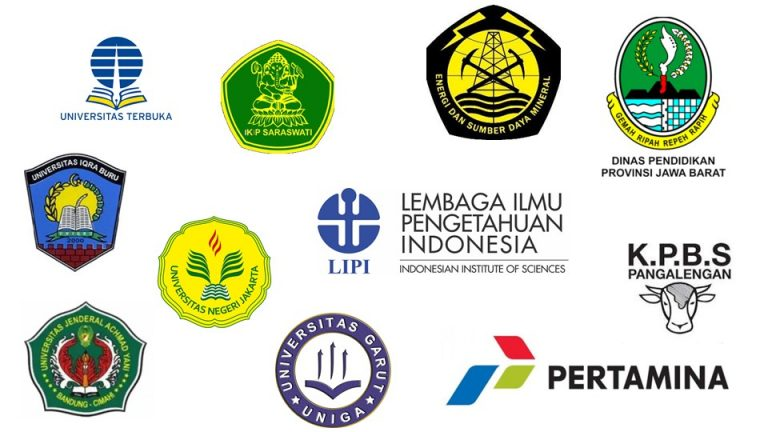 UNIVERSITAS TERBUKA
IKIP SARASWATI
ENERGI DAN SUMBER DAYA MINERAL
GEMAH RIPAH REPEH RAPIH
DINAS PENDIDIKAN
PROVINSI JAWA BARAT
UNIVERSITAS IQRA BURU
2000
UNIVERSITAS NEGERI JAKARTA
LIPI
LEMBAGA ILMU
PENGETAHUAN
INDONESIA
INDONESIAN INSTITUTE OF SCIENCES
K.P.B.S
PANGALENGAN
UNIVERSITAS JENDERAL ACHMAD YANI
BANDUNG - CIMAHI
UNIVERSITAS GARUT
UNIGA
PERTAMINA